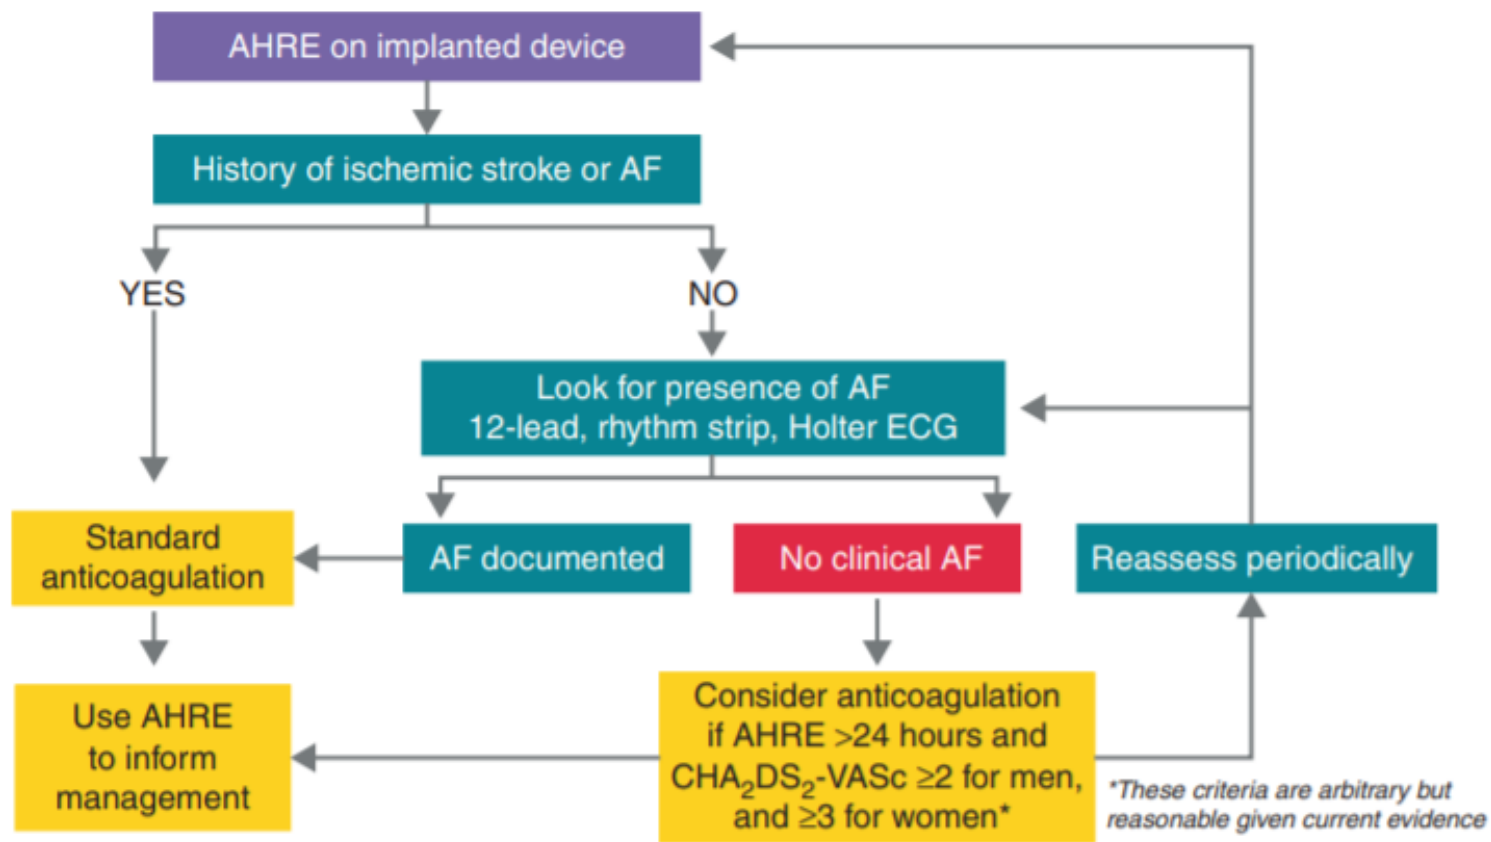 AHRE on implanted device
History of ischemic stroke or AF
YES
NO
Look for presence of AF
12-lead, rhythm strip, Holter ECG
Standard
anticoagulation
AF documented
No clinical AF
Reassess periodically
Use AHRE
to inform
management
Consider anticoagulation
if AHRE >24 hours and
CHA₂DS₂-VASc ≥2 for men,
and ≥3 for women*
*These criteria are arbitrary but
reasonable given current evidence